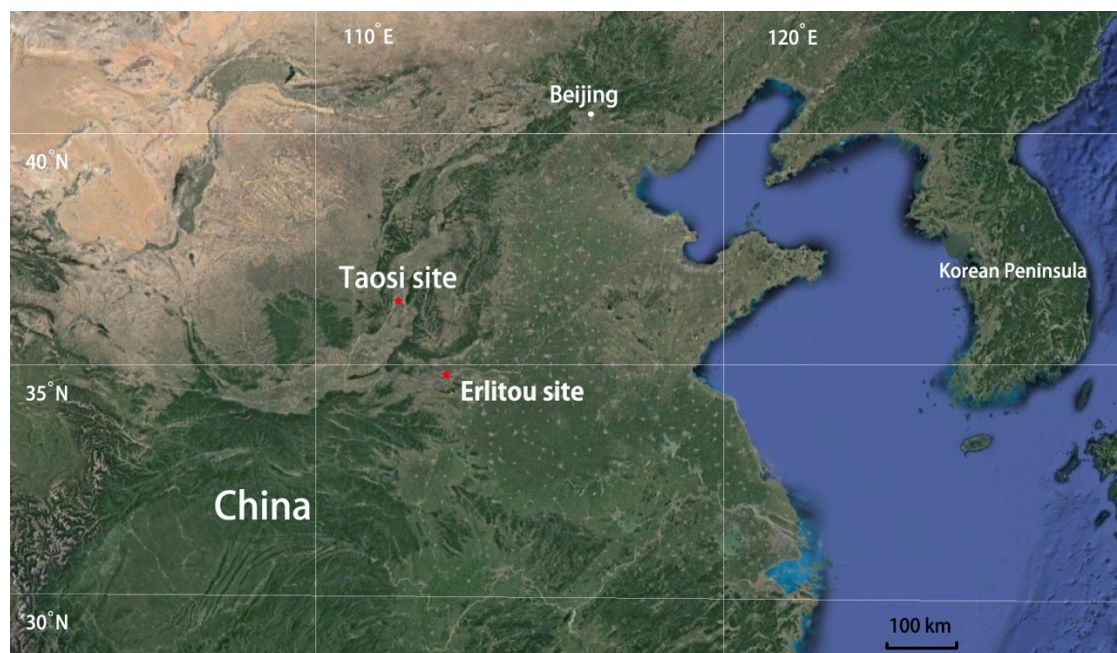 110°E
120°E
Beijing
40°N
Taosi site
Korean Peninsula
35°N
Erlitou site
China
30°N
100 km